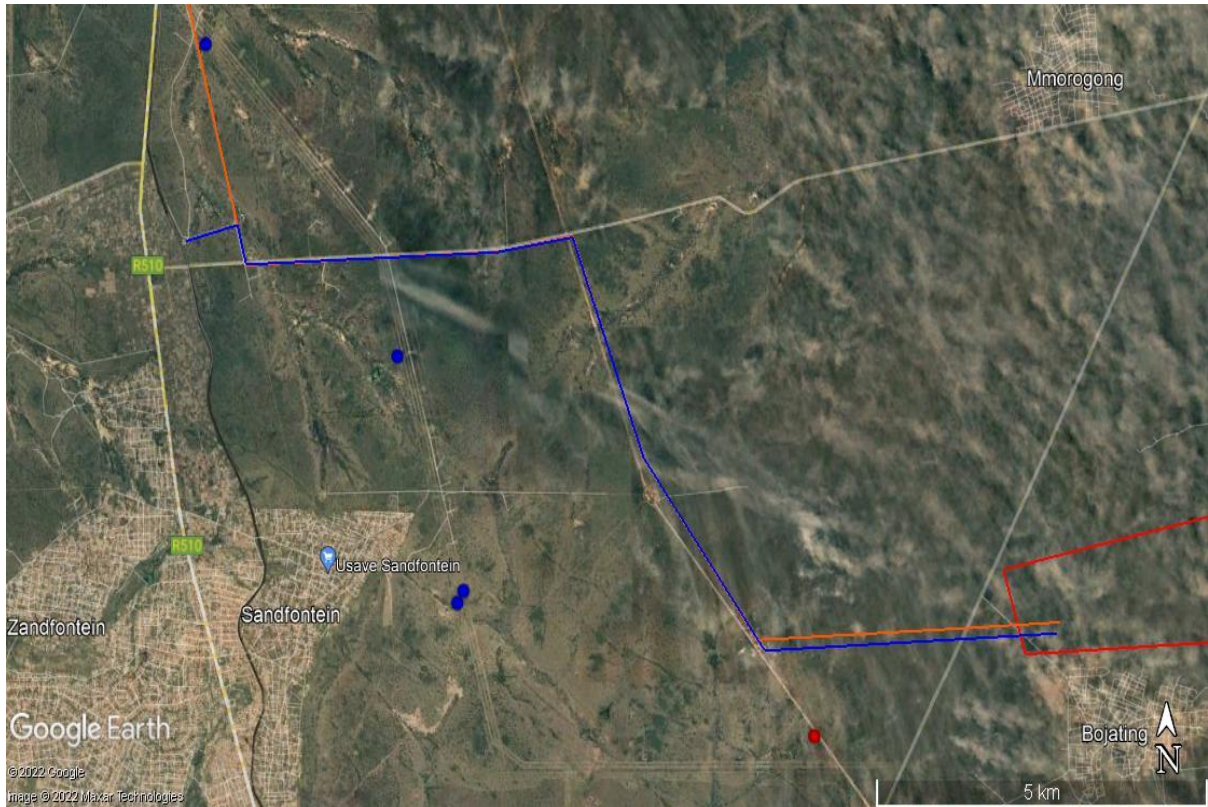 Mmorogong
R510
R510
Usave Sandfontein
Sandfontein
Zandfontein
Google Earth
Bojating
N
©2022 Google
Image © 2022 Maxar Technologies
5 km